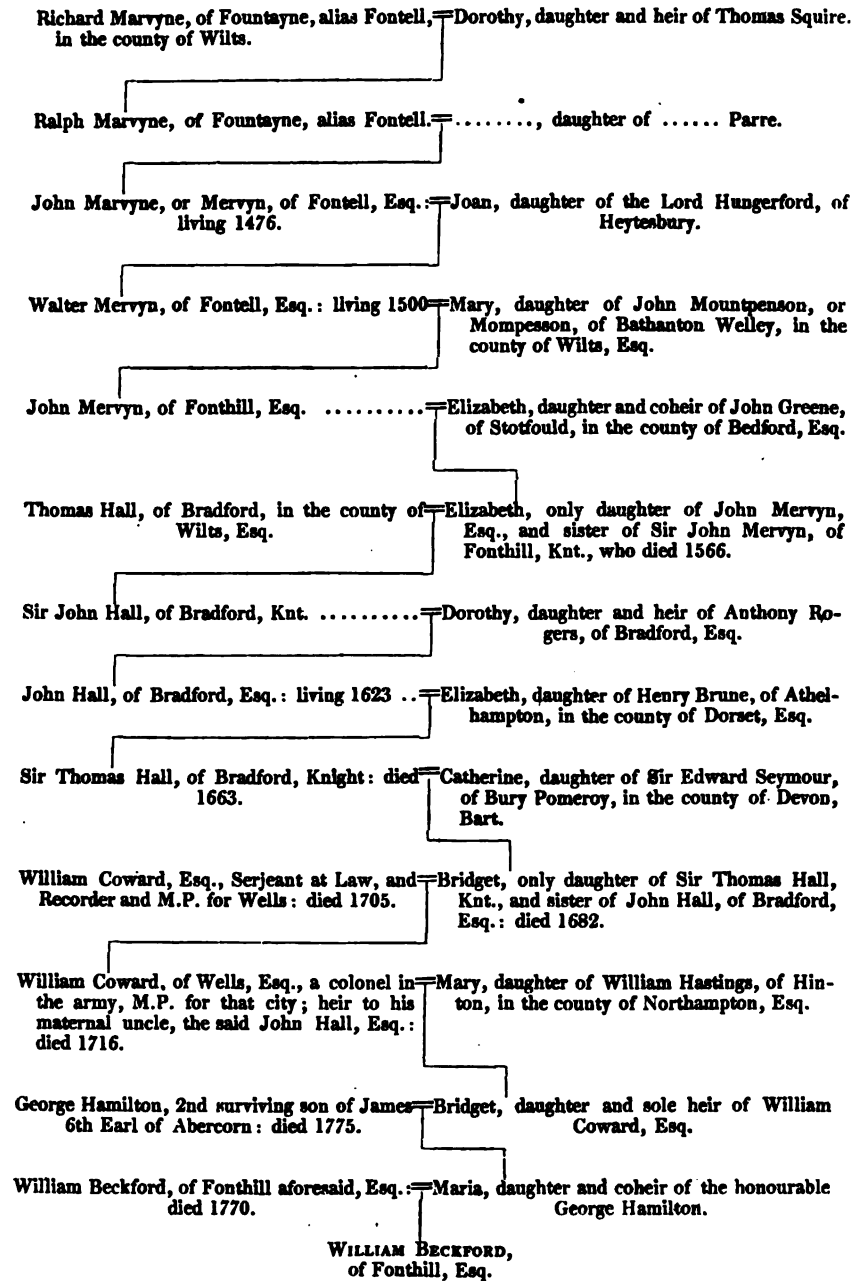 Richard Marvyne, of Fountayne, alias Fontell,=Dorothy, daughter and heir of Thomas Squire.
in the county of Wilts.
Ralph Marvyne, of Fountayne, alias Fontell.= ........, daughter of ...... Parre.
John Marvyne, or Mervyn, of Fontell, Esq.:=Joan, daughter of the Lord Hungerford, of
living 1476. Heytesbury.
Walter Mervyn, of Fontell, Esq.: living 1500=Mary, daughter of John Mountpenson, or
Mompesson, of Bathanton Welley, in the
county of Wilts, Esq.
John Mervyn, of Fonthill, Esq. ..........=Elizabeth, daughter and coheir of John Greene,
of Stotfould, in the county of Bedford, Esq.
Thomas Hall, of Bradford, in the county of=Elizabeth, only daughter of John Mervyn,
Wilts, Esq. Esq., and sister of Sir John Mervyn, of
Fonthill, Knt., who died 1566.
Sir John Hall, of Bradford, Knt. ..........=Dorothy, daughter and heir of Anthony Ro-
gers, of Bradford, Esq.
John Hall, of Bradford, Esq.: living 1623 ..=Elizabeth, daughter of Henry Brune, of Athel-
hampton, in the county of Dorset, Esq.
Sir Thomas Hall, of Bradford, Knight: died=Catherine, daughter of Sir Edward Seymour,
1663. of Bury Pomeroy, in the county of Devon,
Bart.
William Coward, Esq., Serjeant at Law, and=Bridget, only daughter of Sir Thomas Hall,
Recorder and M.P. for Wells: died 1705. Knt., and sister of John Hall, of Bradford,
Esq.: died 1682.
William Coward, of Wells, Esq., a colonel in=Mary, daughter of William Hastings, of Hin-
the army, M.P. for that city; heir to his ton, in the county of Northampton, Esq.
maternal uncle, the said John Hall, Esq.:
died 1716.
George Hamilton, 2nd surviving son of James=Bridget, daughter and sole heir of William
6th Earl of Abercorn: died 1775. Coward, Esq.
William Beckford, of Fonthill aforesaid, Esq.:=Maria, daughter and coheir of the honourable
died 1770. George Hamilton.
WILLIAM BECKFORD,
of Fonthill, Esq.